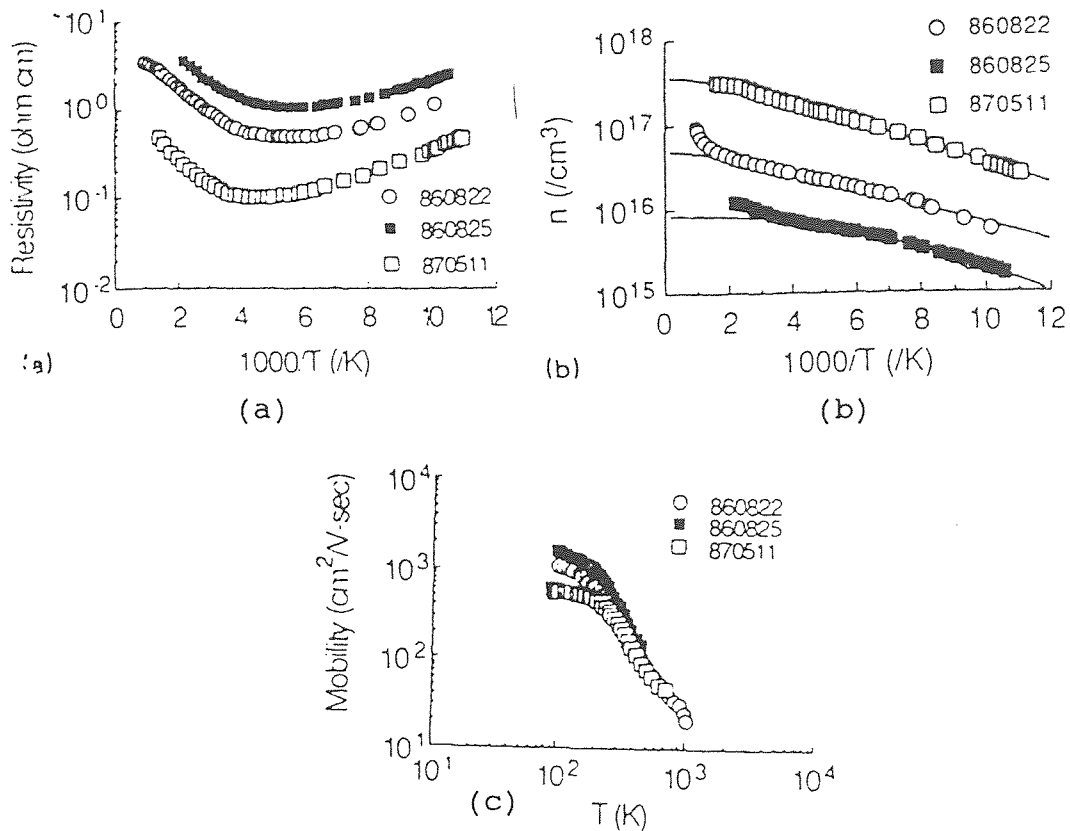 10¹
10⁰
10⁻¹
10⁻²
Resistivity (ohm cm)
○ 860822
■ 860825
□ 870511
0 2 4 6 8 10 12
1000/T (/K)
(a)
(a)
10¹⁸
10¹⁷
10¹⁶
10¹⁵
n (/cm³)
○ 860822
■ 860825
□ 870511
0 2 4 6 8 10 12
1000/T (/K)
(b)
(b)
10⁴
10³
10²
10¹
Mobility (cm²/V-sec)
○ 860822
■ 860825
□ 870511
10¹ 10² 10³ 10⁴
T (K)
(c)